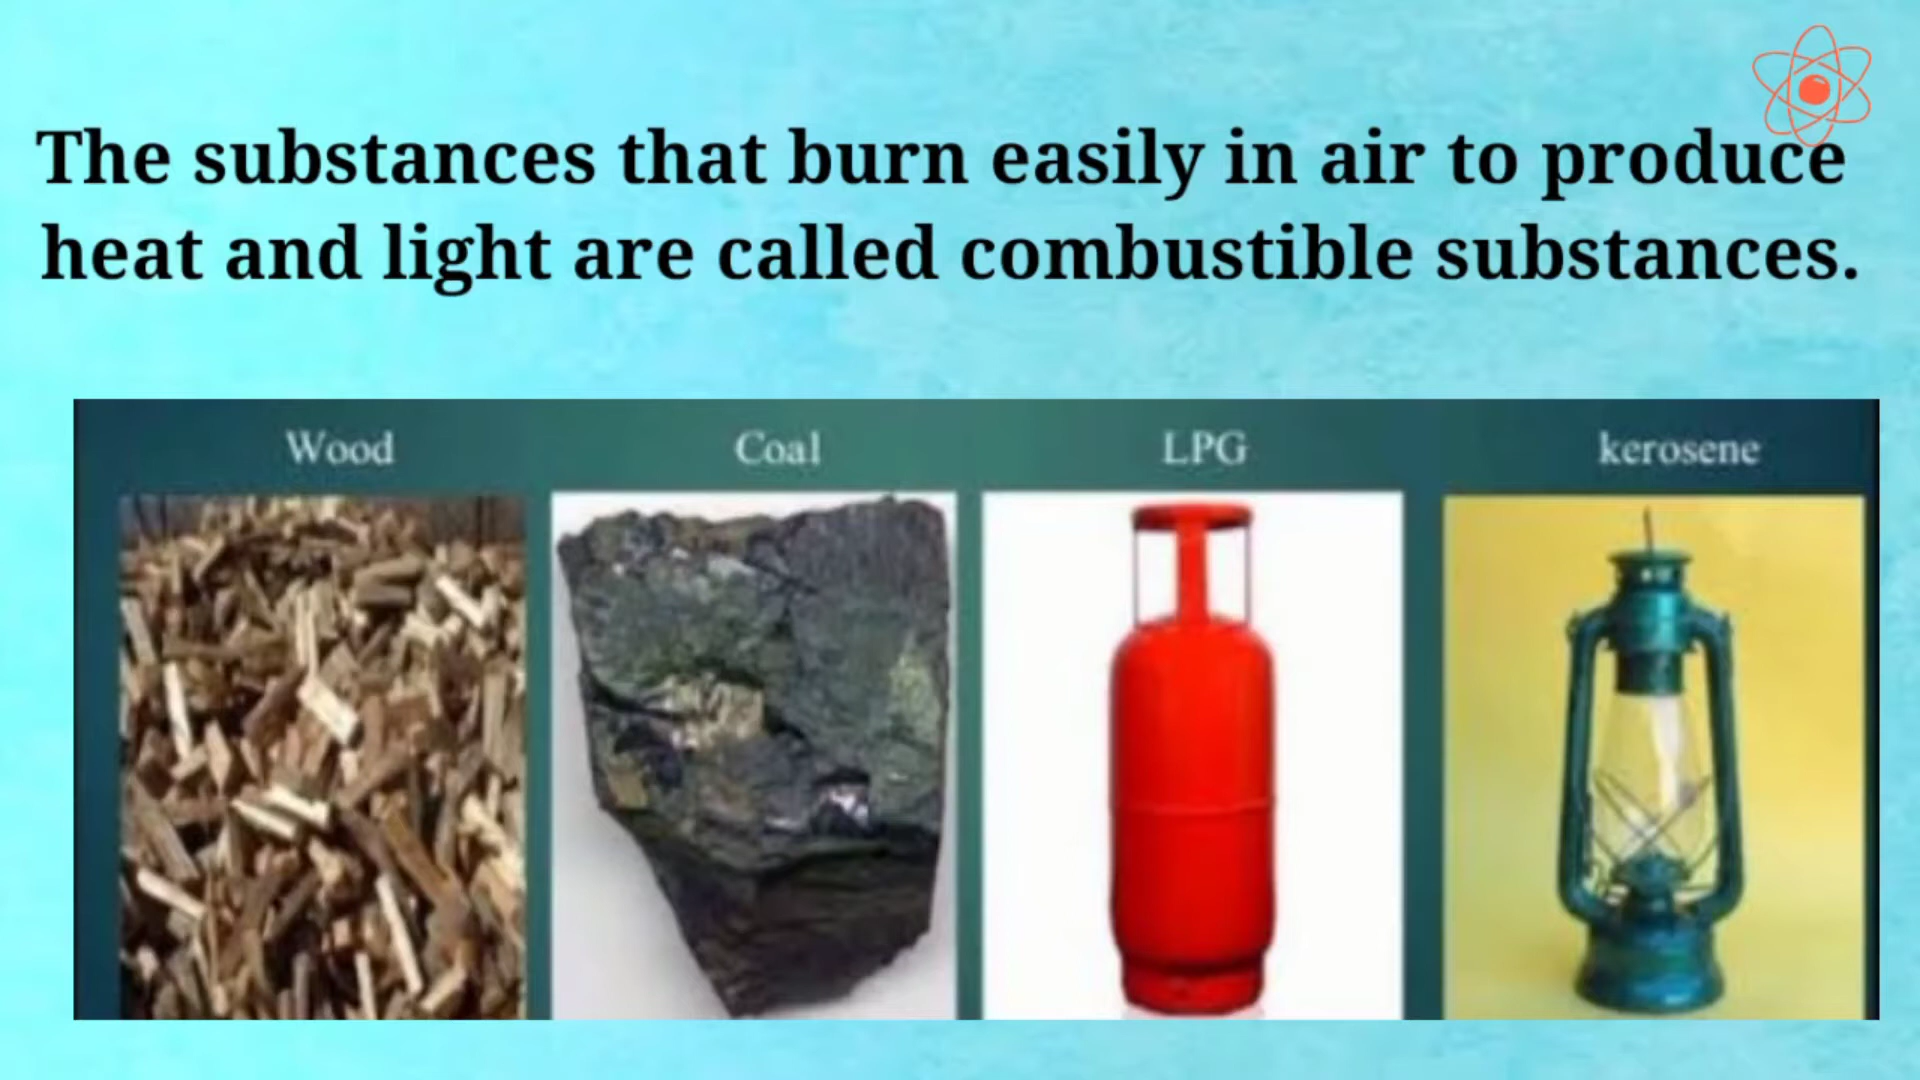 The substances that burn easily in air to produce
heat and light are called combustible substances.
Wood Coal LPG kerosene